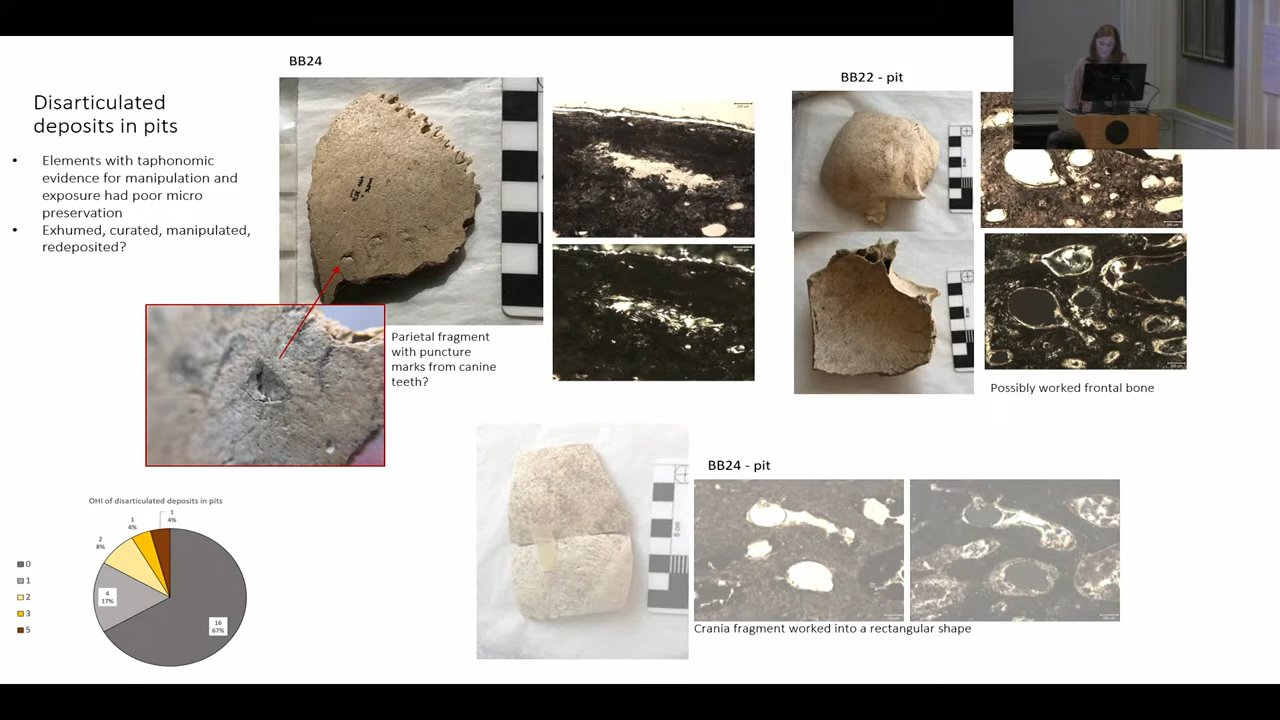 Disarticulated
deposits in pits
• Elements with taphonomic
evidence for manipulation and
exposure had poor micro
preservation
• Exhumed, curated, manipulated,
redeposited?
BB24
Parietal fragment
with puncture
marks from canine
teeth?
BB22 - pit
Possibly worked frontal bone
BB24 - pit
Crania fragment worked into a rectangular shape
OHI of disarticulated deposits in pits
1
4%
1
4%
2
8%
4
17%
16
67%
0
1
2
3
5